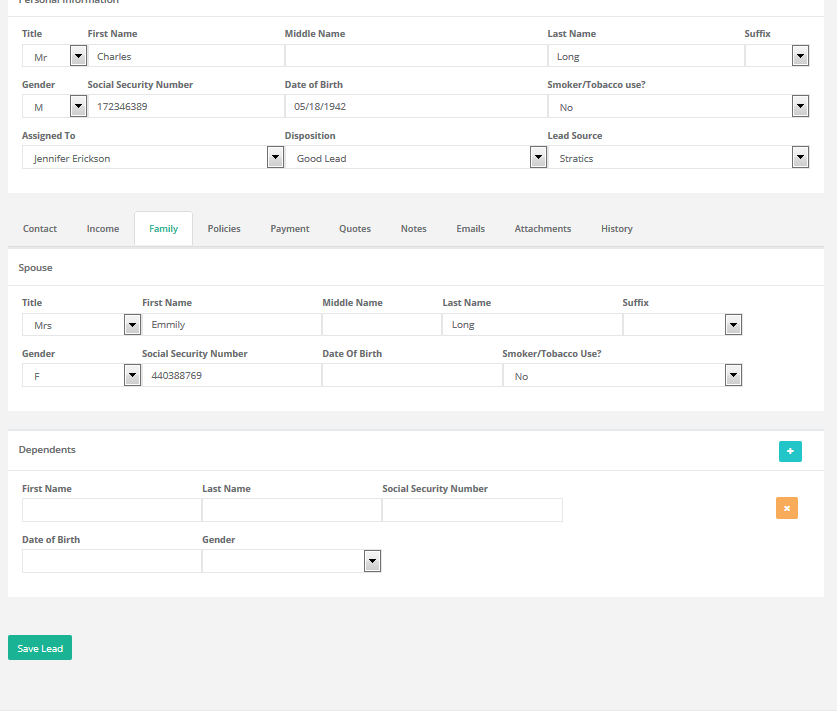 Personal Information
Title First Name Middle Name Last Name Suffix
Mr Charles Long
Gender Social Security Number Date of Birth Smoker/Tobacco use?
M 172346389 05/18/1942 No
Assigned To Disposition Lead Source
Jennifer Erickson Good Lead Stratics
Contact Income Family Policies Payment Quotes Notes Emails Attachments History
Spouse
Title First Name Middle Name Last Name Suffix
Mrs Emmily Long
Gender Social Security Number Date Of Birth Smoker/Tobacco Use?
F 440388769 No
Dependents
First Name Last Name Social Security Number
Date of Birth Gender
Save Lead